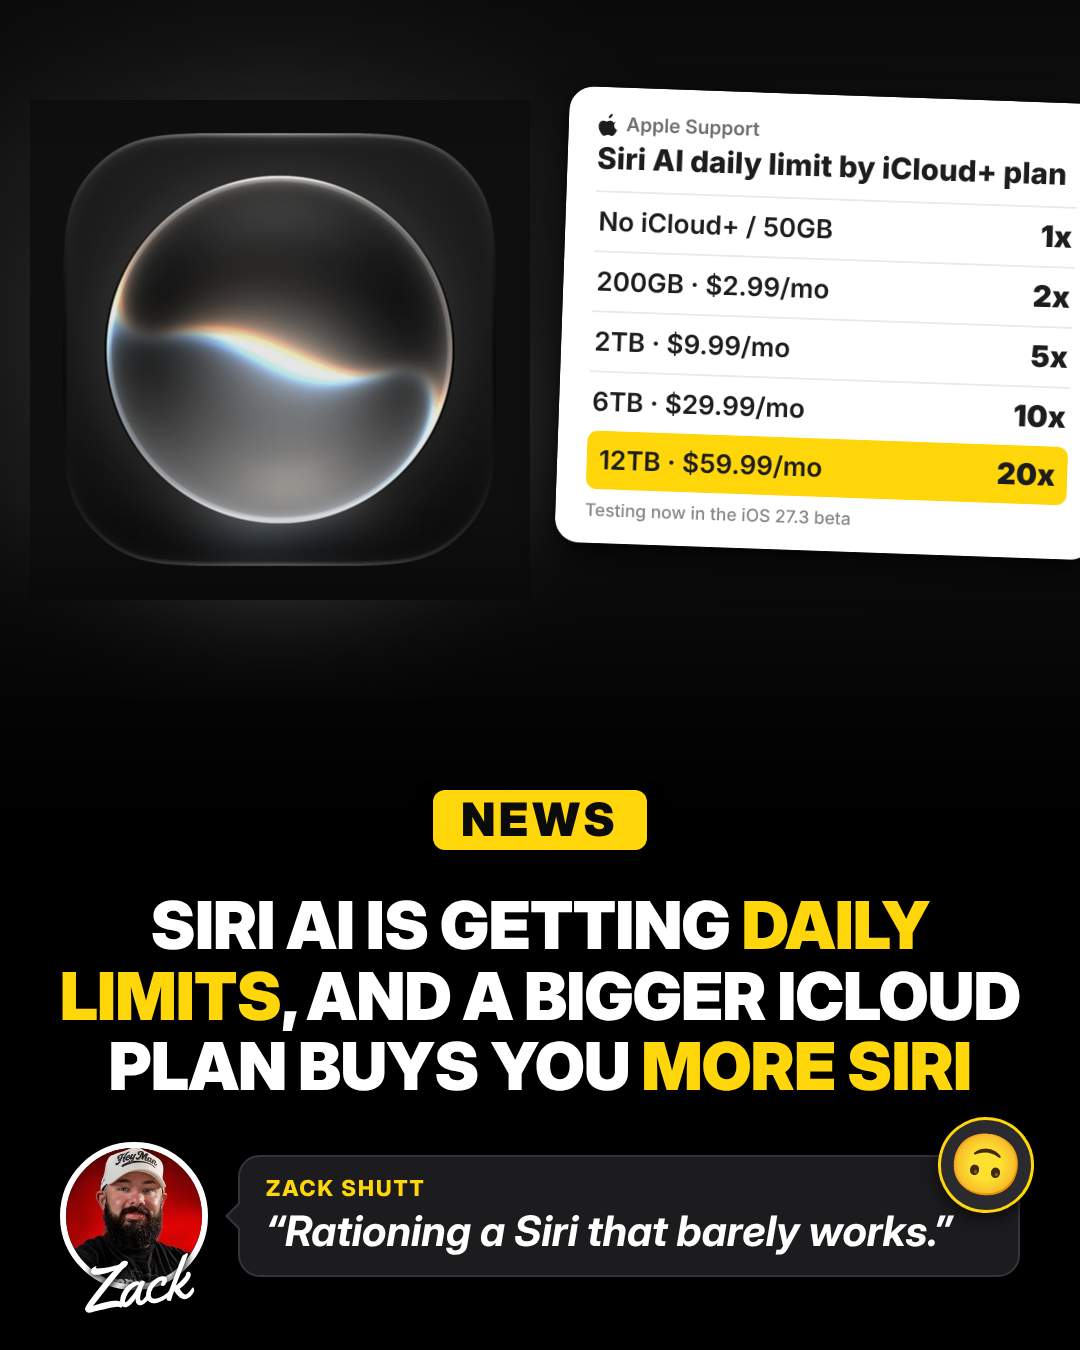 Apple Support
Siri AI daily limit by iCloud+ plan
No iCloud+ / 50GB 1x
200GB · $2.99/mo 2x
2TB · $9.99/mo 5x
6TB · $29.99/mo 10x
12TB · $59.99/mo 20x
Testing now in the iOS 27.3 beta
NEWS
SIRI AI IS GETTING DAILY
LIMITS, AND A BIGGER ICLOUD
PLAN BUYS YOU MORE SIRI
Hey Man
ZACK SHUTT
“Rationing a Siri that barely works.”
Zack